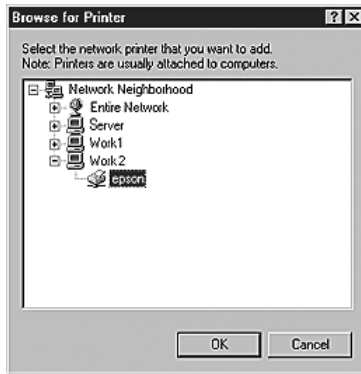 Browse for Printer
Select the network printer that you want to add.
Note: Printers are usually attached to computers.
Network Neighborhood
Entire Network
Server
Work1
Work2
epson
OK Cancel